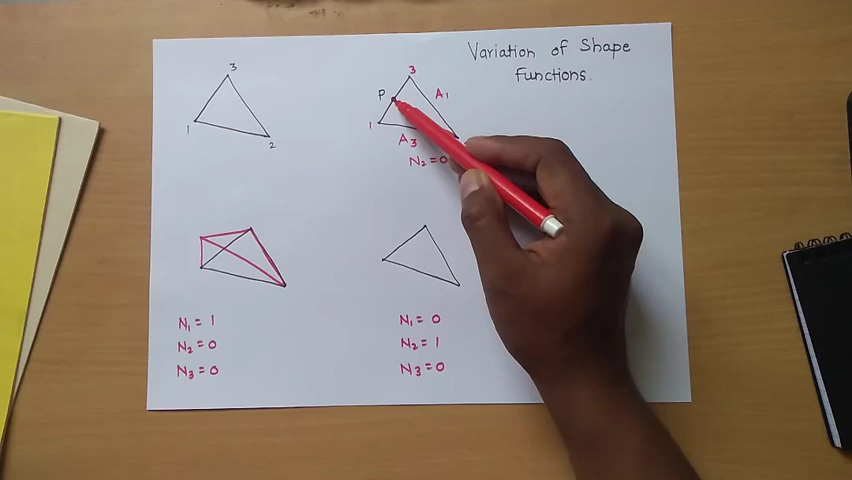 Variation of Shape
Functions.
3
1
2
3
P
A1
1
A3
N2 = 0
N1 = 1
N2 = 0
N3 = 0
N1 = 0
N2 = 1
N3 = 0